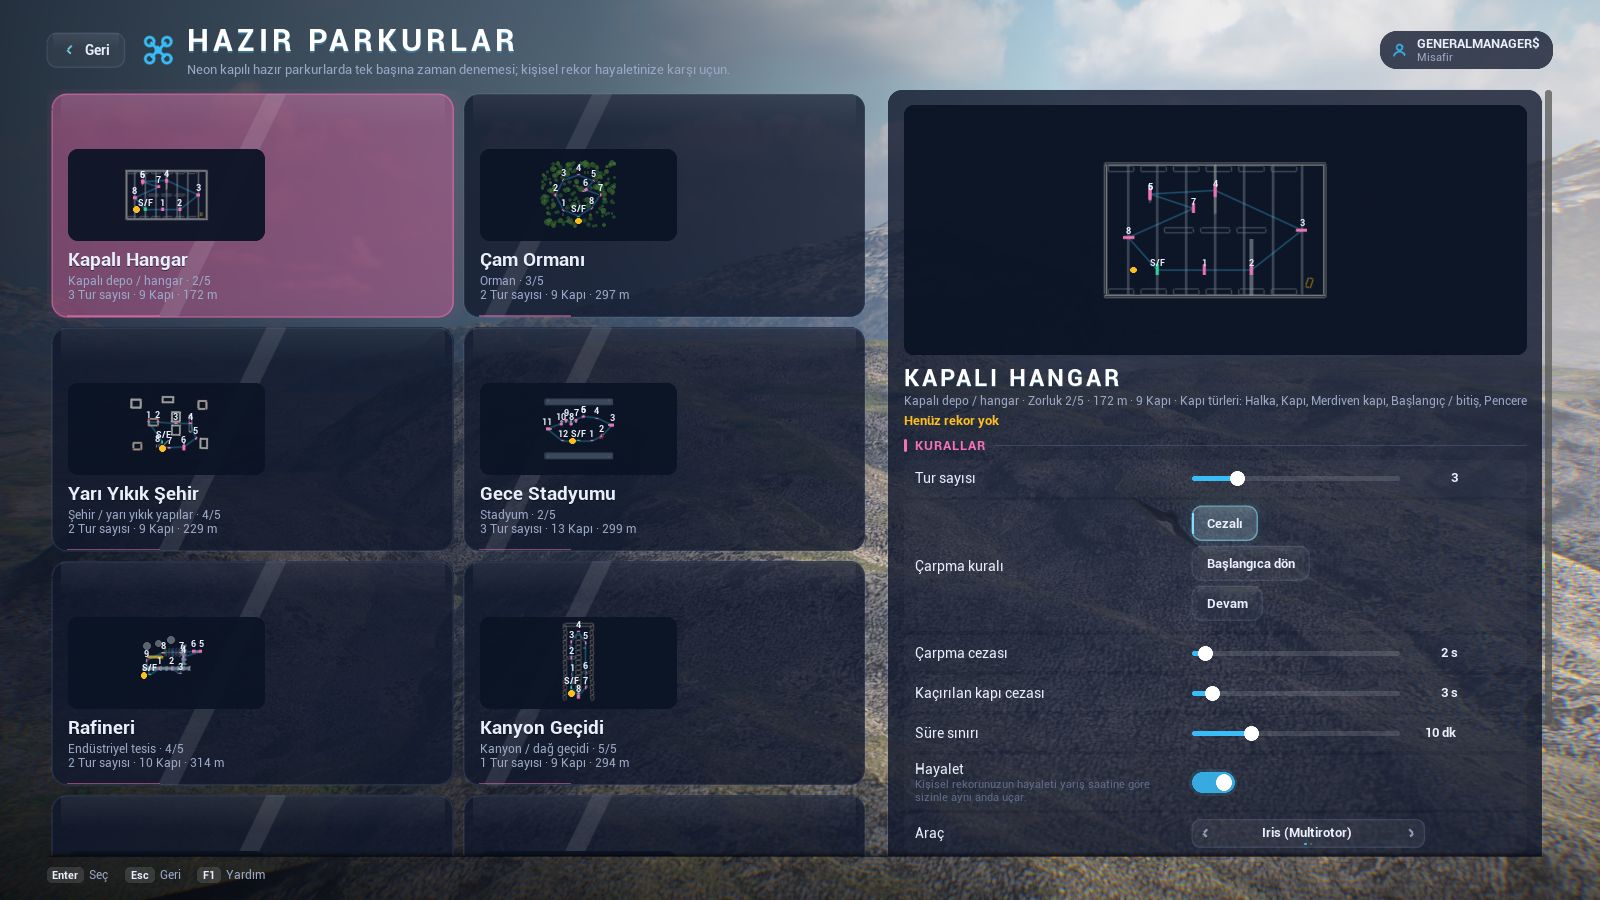 Geri
HAZIR PARKURLAR
Neon kapılı hazır parkurlarda tek başına zaman denemesi; kişisel rekor hayaletinize karşı uçun.
GENERALMANAGER$
Misafir
Kapalı Hangar
Kapalı depo / hangar · 2/5
3 Tur sayısı · 9 Kapı · 172 m
Çam Ormanı
Orman · 3/5
2 Tur sayısı · 9 Kapı · 297 m
Yarı Yıkık Şehir
Şehir / yarı yıkık yapılar · 4/5
2 Tur sayısı · 9 Kapı · 229 m
Gece Stadyumu
Stadyum · 2/5
3 Tur sayısı · 13 Kapı · 299 m
Rafineri
Endüstriyel tesis · 4/5
2 Tur sayısı · 10 Kapı · 314 m
Kanyon Geçidi
Kanyon / dağ geçidi · 5/5
1 Tur sayısı · 9 Kapı · 294 m
4
7
3
8
S/F 1 2
KAPALI HANGAR
Kapalı depo / hangar · Zorluk 2/5 · 172 m · 9 Kapı · Kapı türleri: Halka, Kapı, Merdiven kapı, Başlangıç / bitiş, Pencere
Henüz rekor yok
KURALLAR
Tur sayısı 3
Çarpma kuralı
Cezalı
Başlangıca dön
Devam
Çarpma cezası 2 s
Kaçırılan kapı cezası 3 s
Süre sınırı 10 dk
Hayalet
Kişisel rekorunuzun hayaleti yarış saatine göre
sizinle aynı anda uçar.
Araç Iris (Multirotor)
Enter Seç Esc Geri F1 Yardım